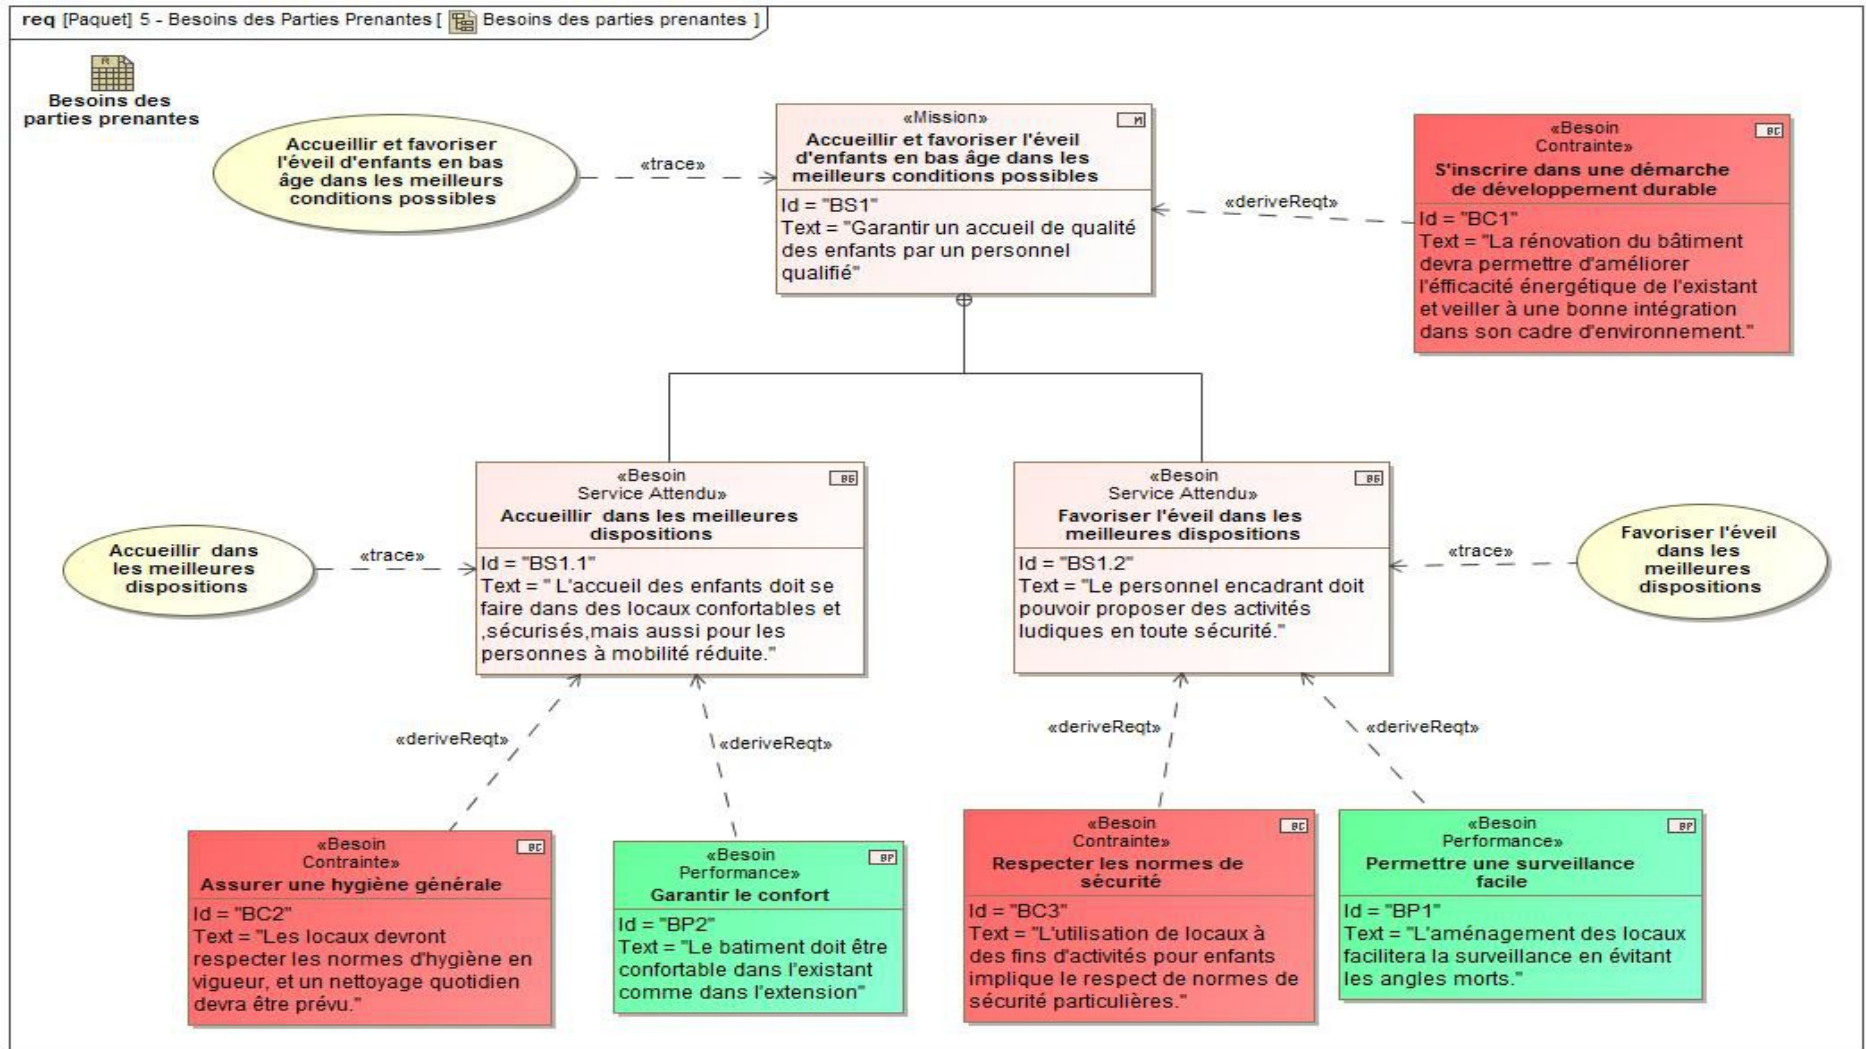 req [Paquet] 5 - Besoins des Parties Prenantes [ Besoins des parties prenantes ]
R
Besoins des
parties prenantes
Accueillir et favoriser
l'éveil d'enfants en bas
âge dans les meilleurs
conditions possibles
«trace»
«Mission»
M
Accueillir et favoriser l'éveil
d'enfants en bas âge dans les
meilleurs conditions possibles
Id = "BS1"
Text = "Garantir un accueil de qualité
des enfants par un personnel
qualifié"
«deriveReqt»
«Besoin
BC
Contrainte»
S'inscrire dans une démarche
de développement durable
Id = "BC1"
Text = "La rénovation du bâtiment
devra permettre d'améliorer
l'éfficacité énergétique de l'existant
et veiller à une bonne intégration
dans son cadre d'environnement."
Accueillir dans
les meilleures
dispositions
«trace»
«Besoin
BS
Service Attendu»
Accueillir dans les meilleures
dispositions
Id = "BS1.1"
Text = " L'accueil des enfants doit se
faire dans des locaux confortables et
,sécurisés,mais aussi pour les
personnes à mobilité réduite."
«Besoin
BS
Service Attendu»
Favoriser l'éveil dans les
meilleures dispositions
Id = "BS1.2"
Text = "Le personnel encadrant doit
pouvoir proposer des activités
ludiques en toute sécurité."
«trace»
Favoriser l'éveil
dans les
meilleures
dispositions
«deriveReqt»
«deriveReqt»
«deriveReqt»
«deriveReqt»
«Besoin
BC
Contrainte»
Assurer une hygiène générale
Id = "BC2"
Text = "Les locaux devront
respecter les normes d'hygiène en
vigueur, et un nettoyage quotidien
devra être prévu."
«Besoin
BP
Performance»
Garantir le confort
Id = "BP2"
Text = "Le batiment doit être
confortable dans l'existant
comme dans l'extension"
«Besoin
BC
Contrainte»
Respecter les normes de
sécurité
Id = "BC3"
Text = "L'utilisation de locaux à
des fins d'activités pour enfants
implique le respect de normes de
sécurité particulières."
«Besoin
BP
Performance»
Permettre une surveillance
facile
Id = "BP1"
Text = "L'aménagement des locaux
facilitera la surveillance en évitant
les angles morts."